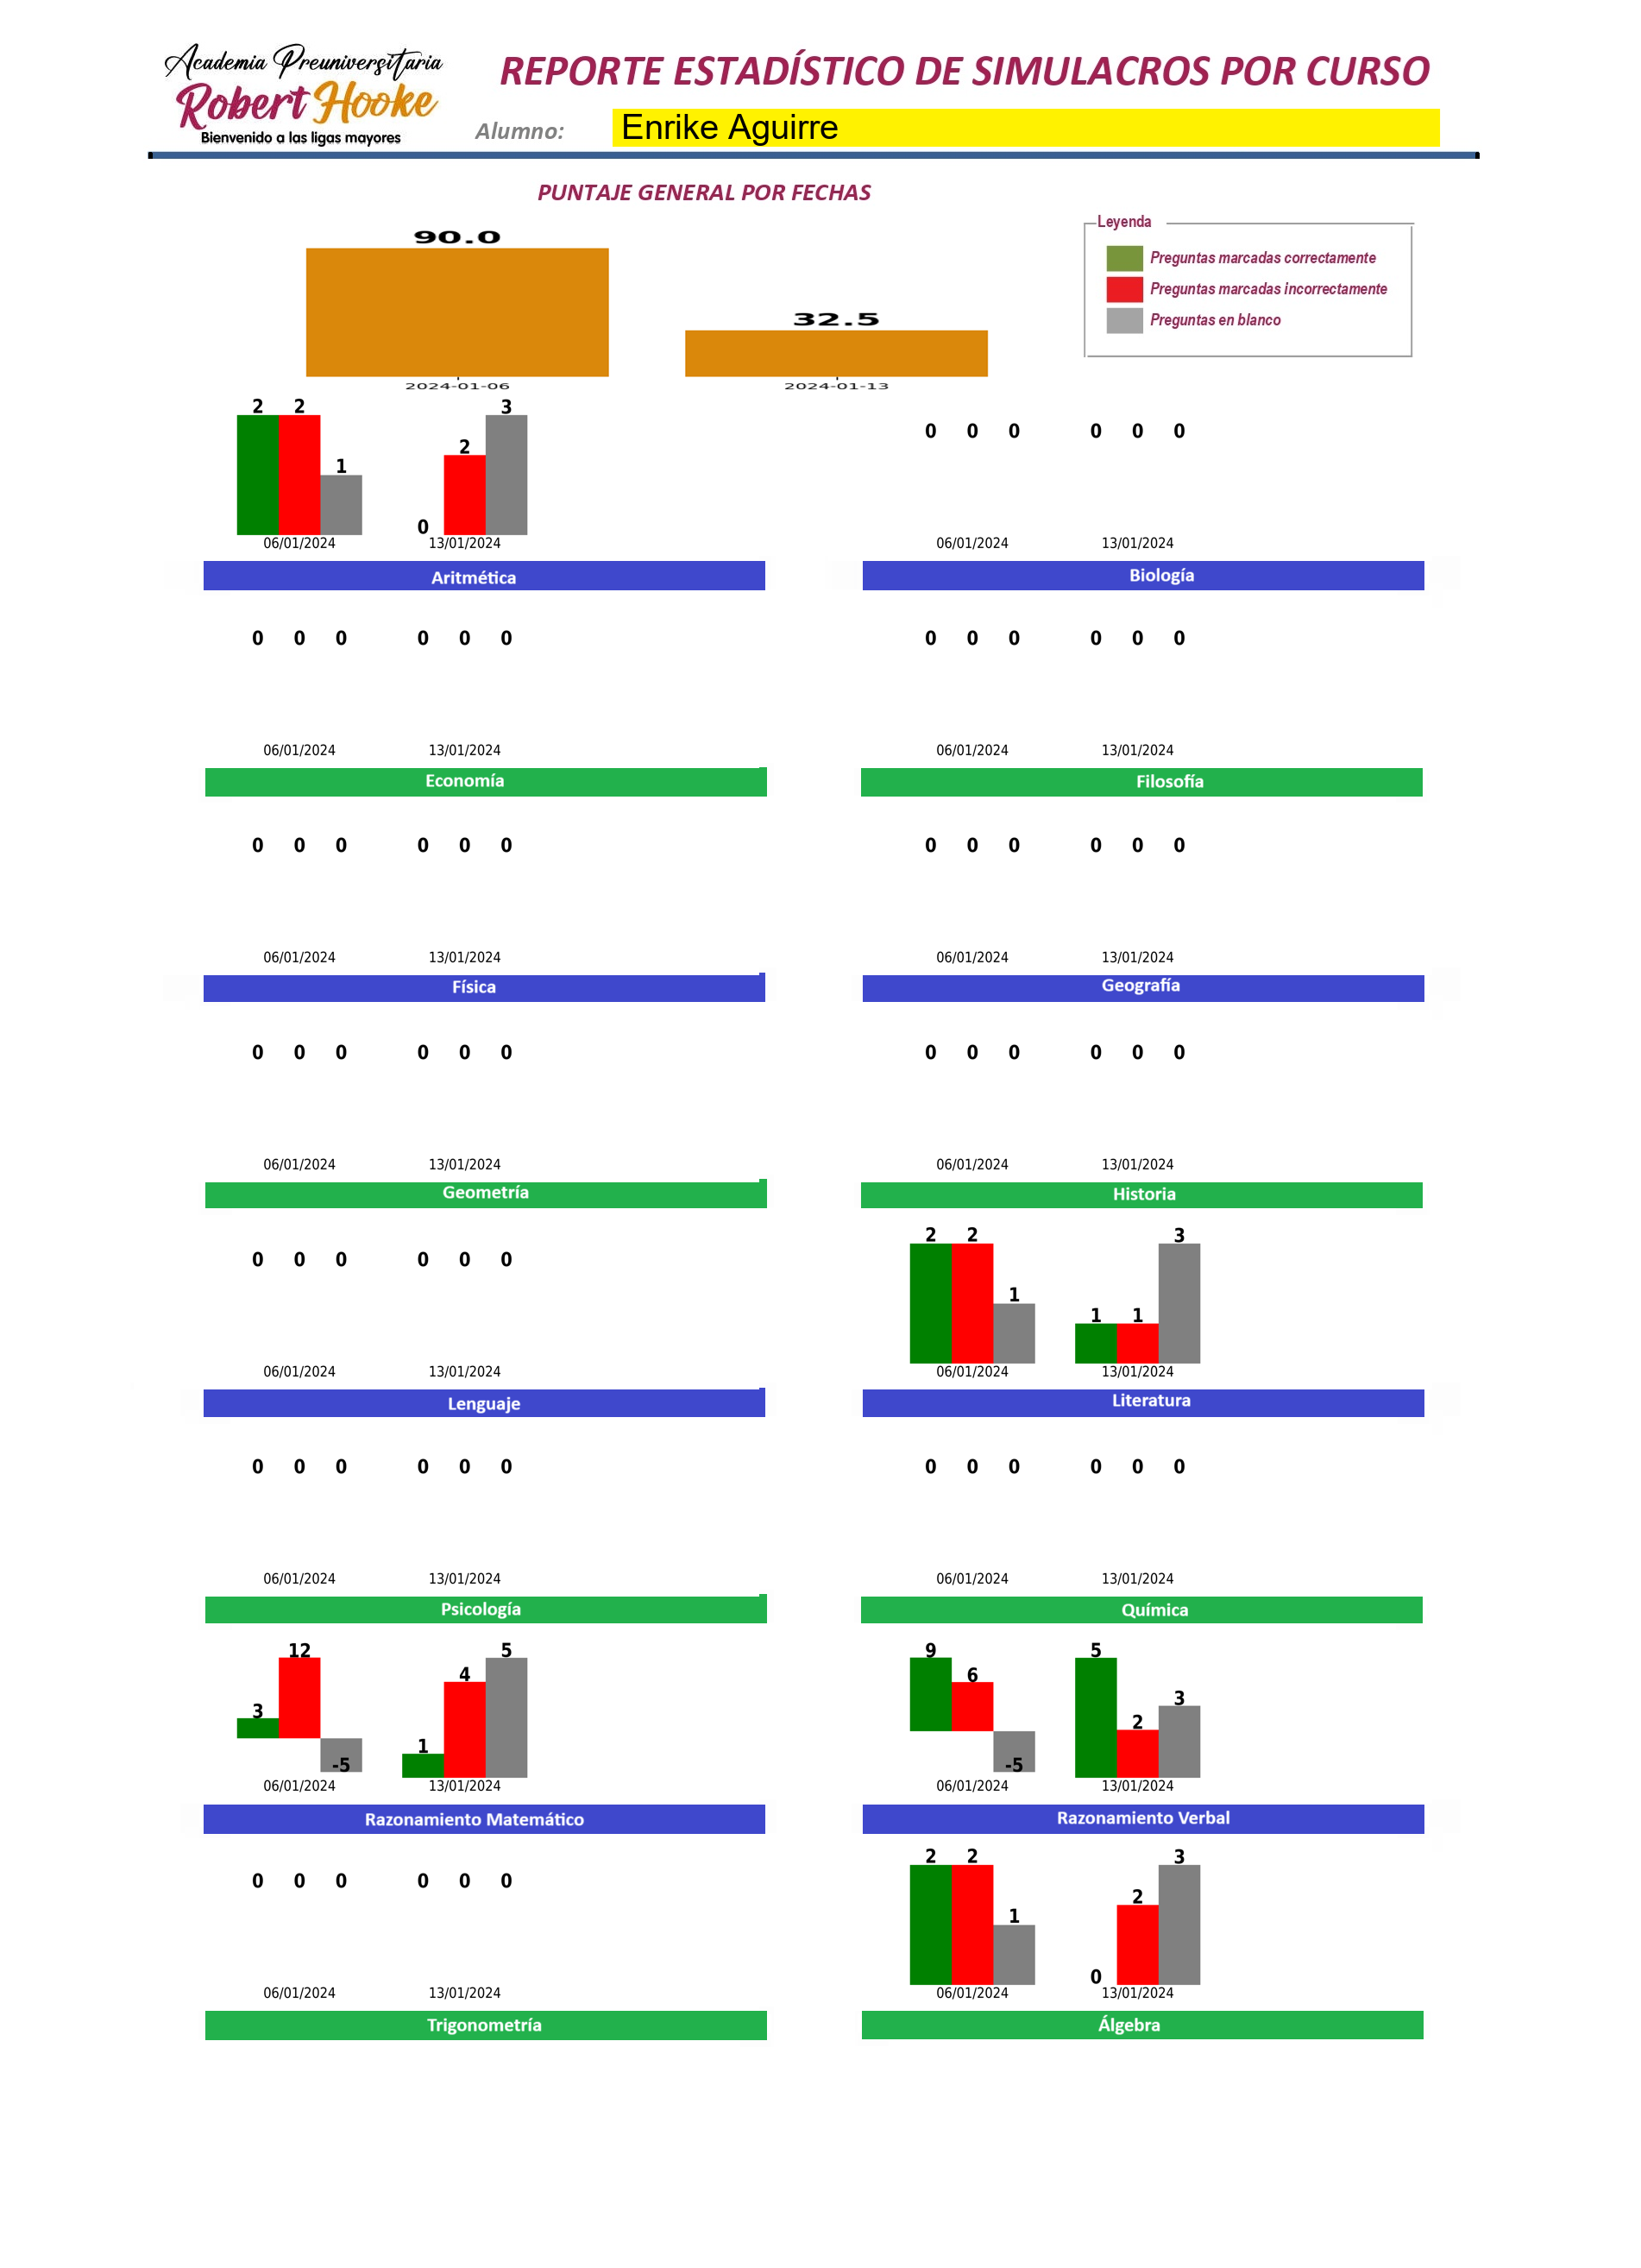 Academia Preuniversitaria
Robert Hooke
Bienvenido a las ligas mayores
REPORTE ESTADÍSTICO DE SIMULACROS POR CURSO
Alumno: Enrike Aguirre
PUNTAJE GENERAL POR FECHAS
Leyenda
Preguntas marcadas correctamente
Preguntas marcadas incorrectamente
Preguntas en blanco
90.0
32.5
2024-01-06 2024-01-13
2 2 1 0 2 3
06/01/2024 13/01/2024
Aritmética
0 0 0 0 0 0
06/01/2024 13/01/2024
Biología
0 0 0 0 0 0
06/01/2024 13/01/2024
Economía
0 0 0 0 0 0
06/01/2024 13/01/2024
Filosofía
0 0 0 0 0 0
06/01/2024 13/01/2024
Física
0 0 0 0 0 0
06/01/2024 13/01/2024
Geografía
0 0 0 0 0 0
06/01/2024 13/01/2024
Geometría
0 0 0 0 0 0
06/01/2024 13/01/2024
Historia
0 0 0 0 0 0
06/01/2024 13/01/2024
Lenguaje
2 2 1 1 1 3
06/01/2024 13/01/2024
Literatura
0 0 0 0 0 0
06/01/2024 13/01/2024
Psicología
0 0 0 0 0 0
06/01/2024 13/01/2024
Química
3 12 -5 1 4 5
06/01/2024 13/01/2024
Razonamiento Matemático
9 6 -5 5 2 3
06/01/2024 13/01/2024
Razonamiento Verbal
0 0 0 0 0 0
06/01/2024 13/01/2024
Trigonometría
2 2 1 0 2 3
06/01/2024 13/01/2024
Álgebra